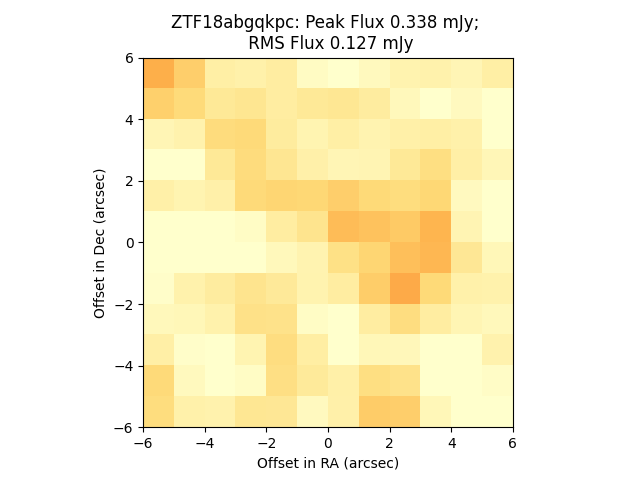 ZTF18abgqkpc: Peak Flux 0.338 mJy;
RMS Flux 0.127 mJy
6
4
2
0
−2
−4
−6
Offset in Dec (arcsec)
−6 −4 −2 0 2 4 6
Offset in RA (arcsec)